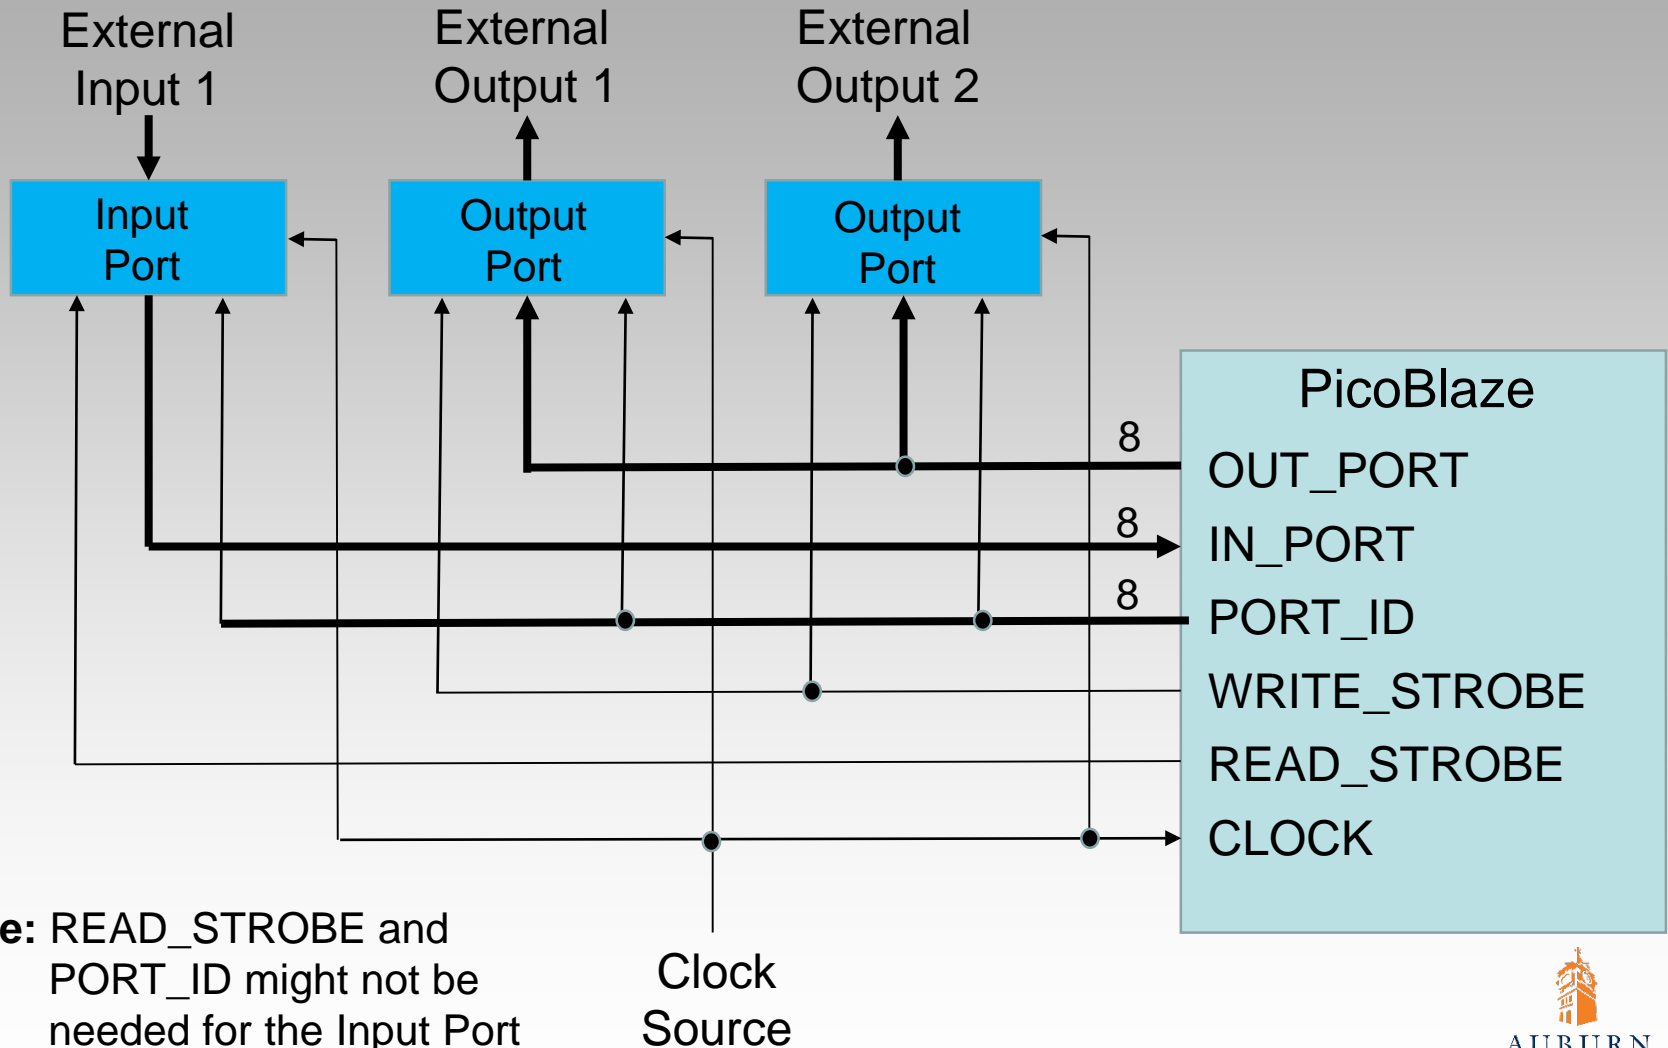 External
Input 1
External
Output 1
External
Output 2
Input
Port
Output
Port
Output
Port
PicoBlaze
8
OUT_PORT
8
IN_PORT
8
PORT_ID
WRITE_STROBE
READ_STROBE
CLOCK
e: READ_STROBE and
PORT_ID might not be
needed for the Input Port
Clock
Source
AUBURN